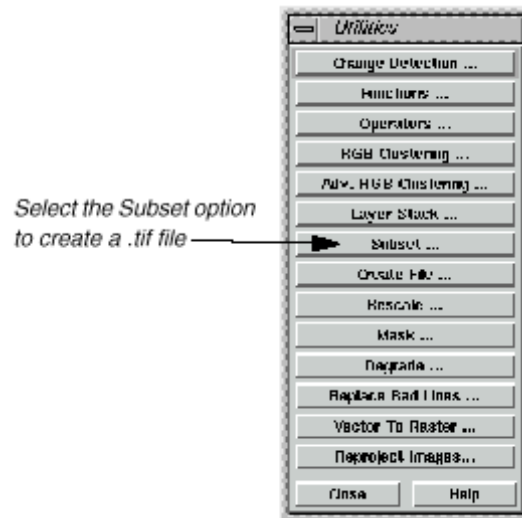 Utilities
Change Detection ...
Functions ...
Operators ...
RGB Clustering ...
Adv. RGB Clustering ...
Layer Stack ...
Select the Subset option
to create a .tif file
Subset ...
Create File ...
Rescale ...
Mask ...
Degrade ...
Replace Bad Lines ...
Vector To Raster ...
Reproject Images...
Close Help